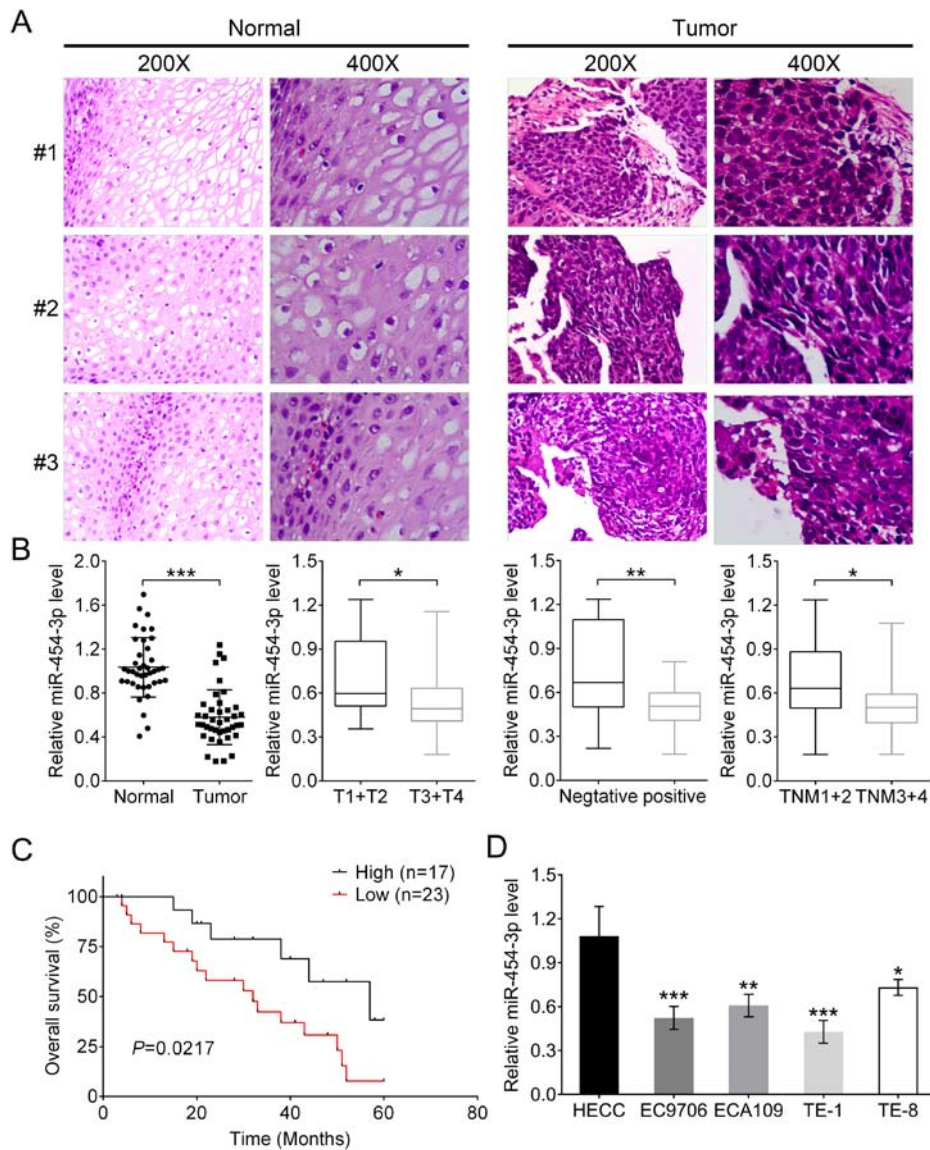 A
Normal
Tumor
200X 400X 200X 400X
#1
#2
#3
B
Relative miR-454-3p level
2.0
1.6
1.2
0.8
0.4
0.0
***
Normal Tumor
Relative miR-454-3p level
1.5
1.2
0.9
0.6
0.3
0.0
*
T1+T2 T3+T4
Relative miR-454-3p level
1.5
1.2
0.9
0.6
0.3
0.0
**
Negtative positive
Relative miR-454-3p level
1.5
1.2
0.9
0.6
0.3
0.0
*
TNM1+2 TNM3+4
C
High (n=17)
Low (n=23)
Overall survival (%)
100
75
50
25
0
P=0.0217
0 20 40 60 80
Time (Months)
D
Relative miR-454-3p level
1.5
1.2
0.9
0.6
0.3
0.0
***
**
***
*
HECC EC9706 ECA109 TE-1 TE-8